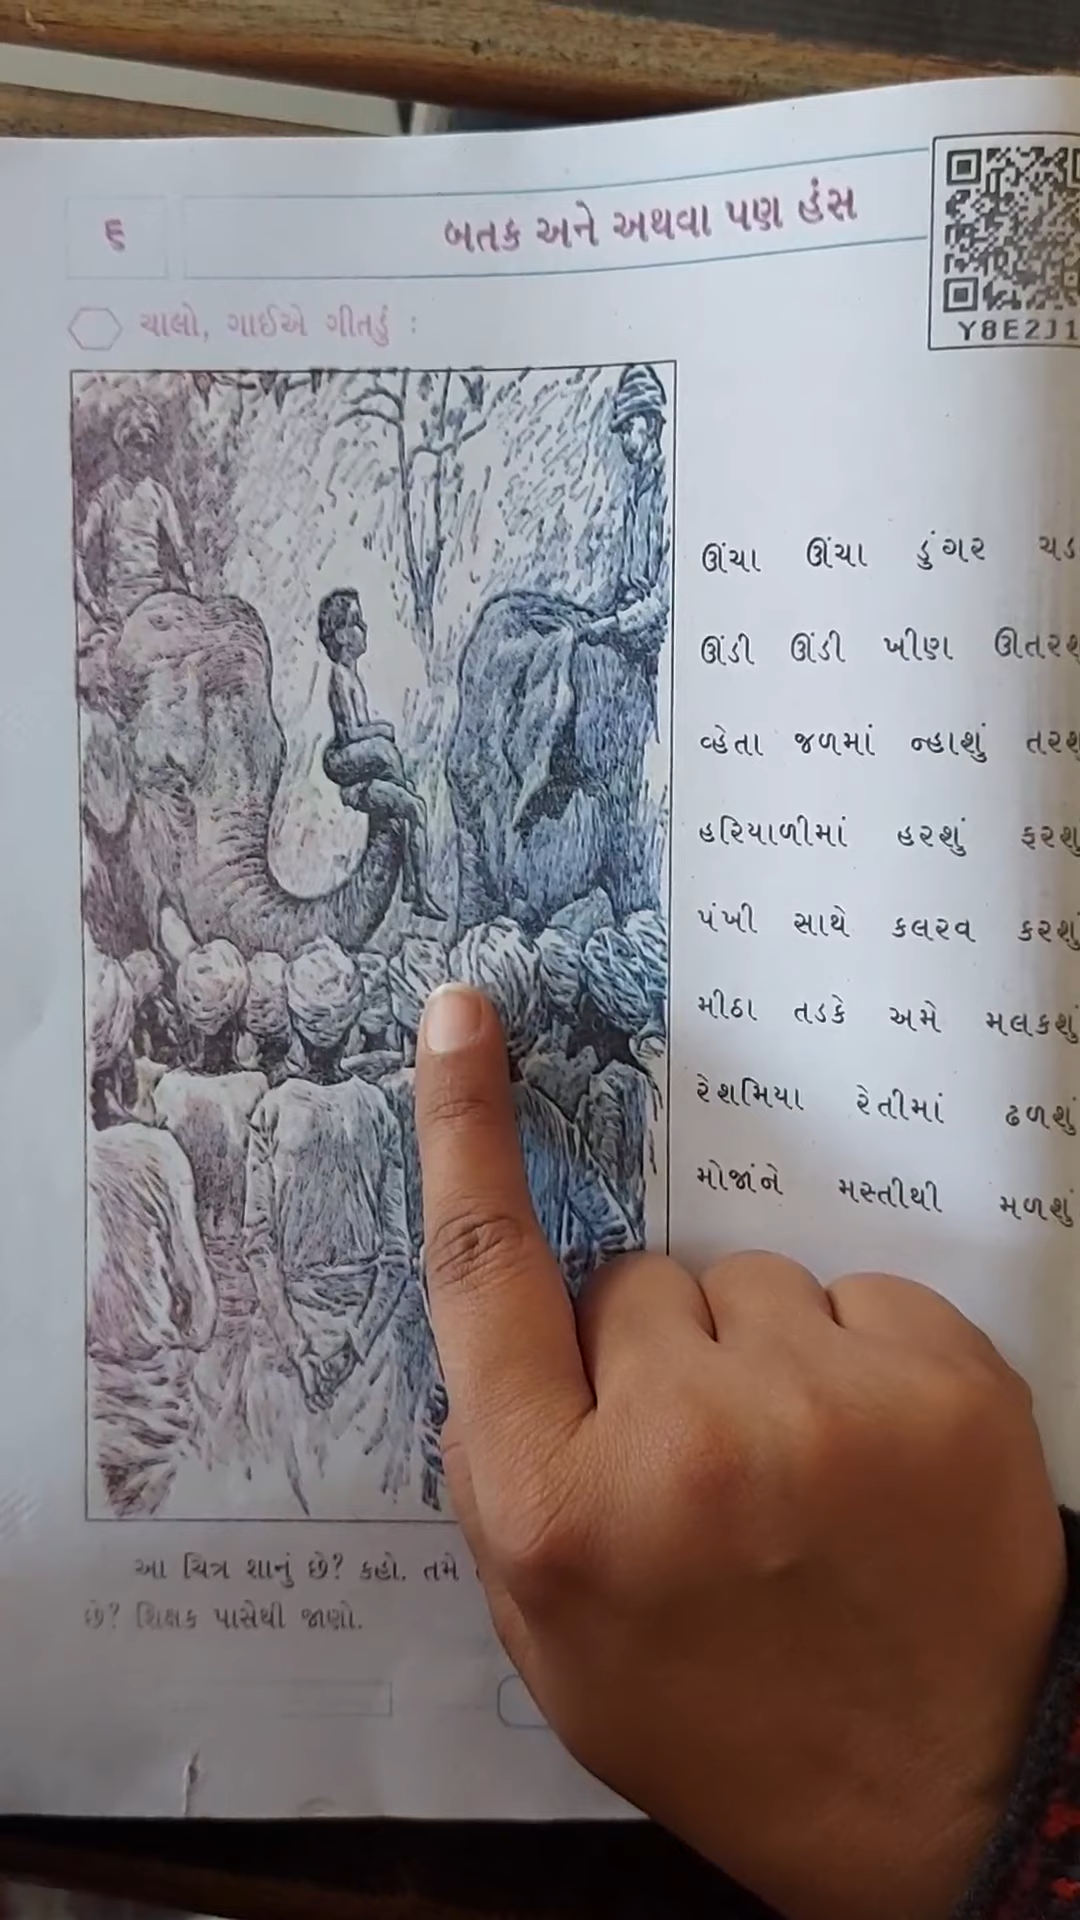 ૬
બતક અને અથવા પણ હંસ
Y8E2J1
ચાલો, ગાઈએ ગીતડું :
ઊંચા ઊંચા ડુંગર
ઊંડી ઊંડી ખીણ
વ્હેતા જળમાં ન્હાશું
હરિયાળીમાં હરશું
પંખી સાથે કલરવ કરશું
મીઠા તડકે અમે મલકશું
રેશમિયા રેતીમાં ઢળશું
મોજાંને મસ્તીથી મળશું
આ ચિત્ર શાનું છે? કહો. તમે
છે? શિક્ષક પાસેથી જાણો.